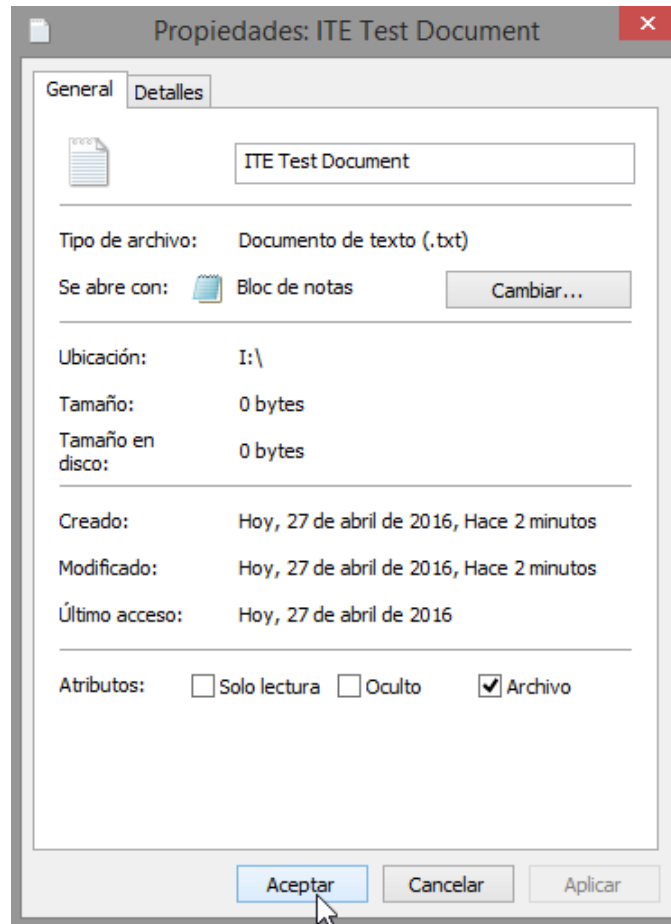 Propiedades: ITE Test Document
General Detalles
ITE Test Document
Tipo de archivo: Documento de texto (.txt)
Se abre con: Bloc de notas Cambiar...
Ubicación: I:\
Tamaño: 0 bytes
Tamaño en
disco: 0 bytes
Creado: Hoy, 27 de abril de 2016, Hace 2 minutos
Modificado: Hoy, 27 de abril de 2016, Hace 2 minutos
Último acceso: Hoy, 27 de abril de 2016
Atributos: Solo lectura Oculto Archivo
Aceptar Cancelar Aplicar